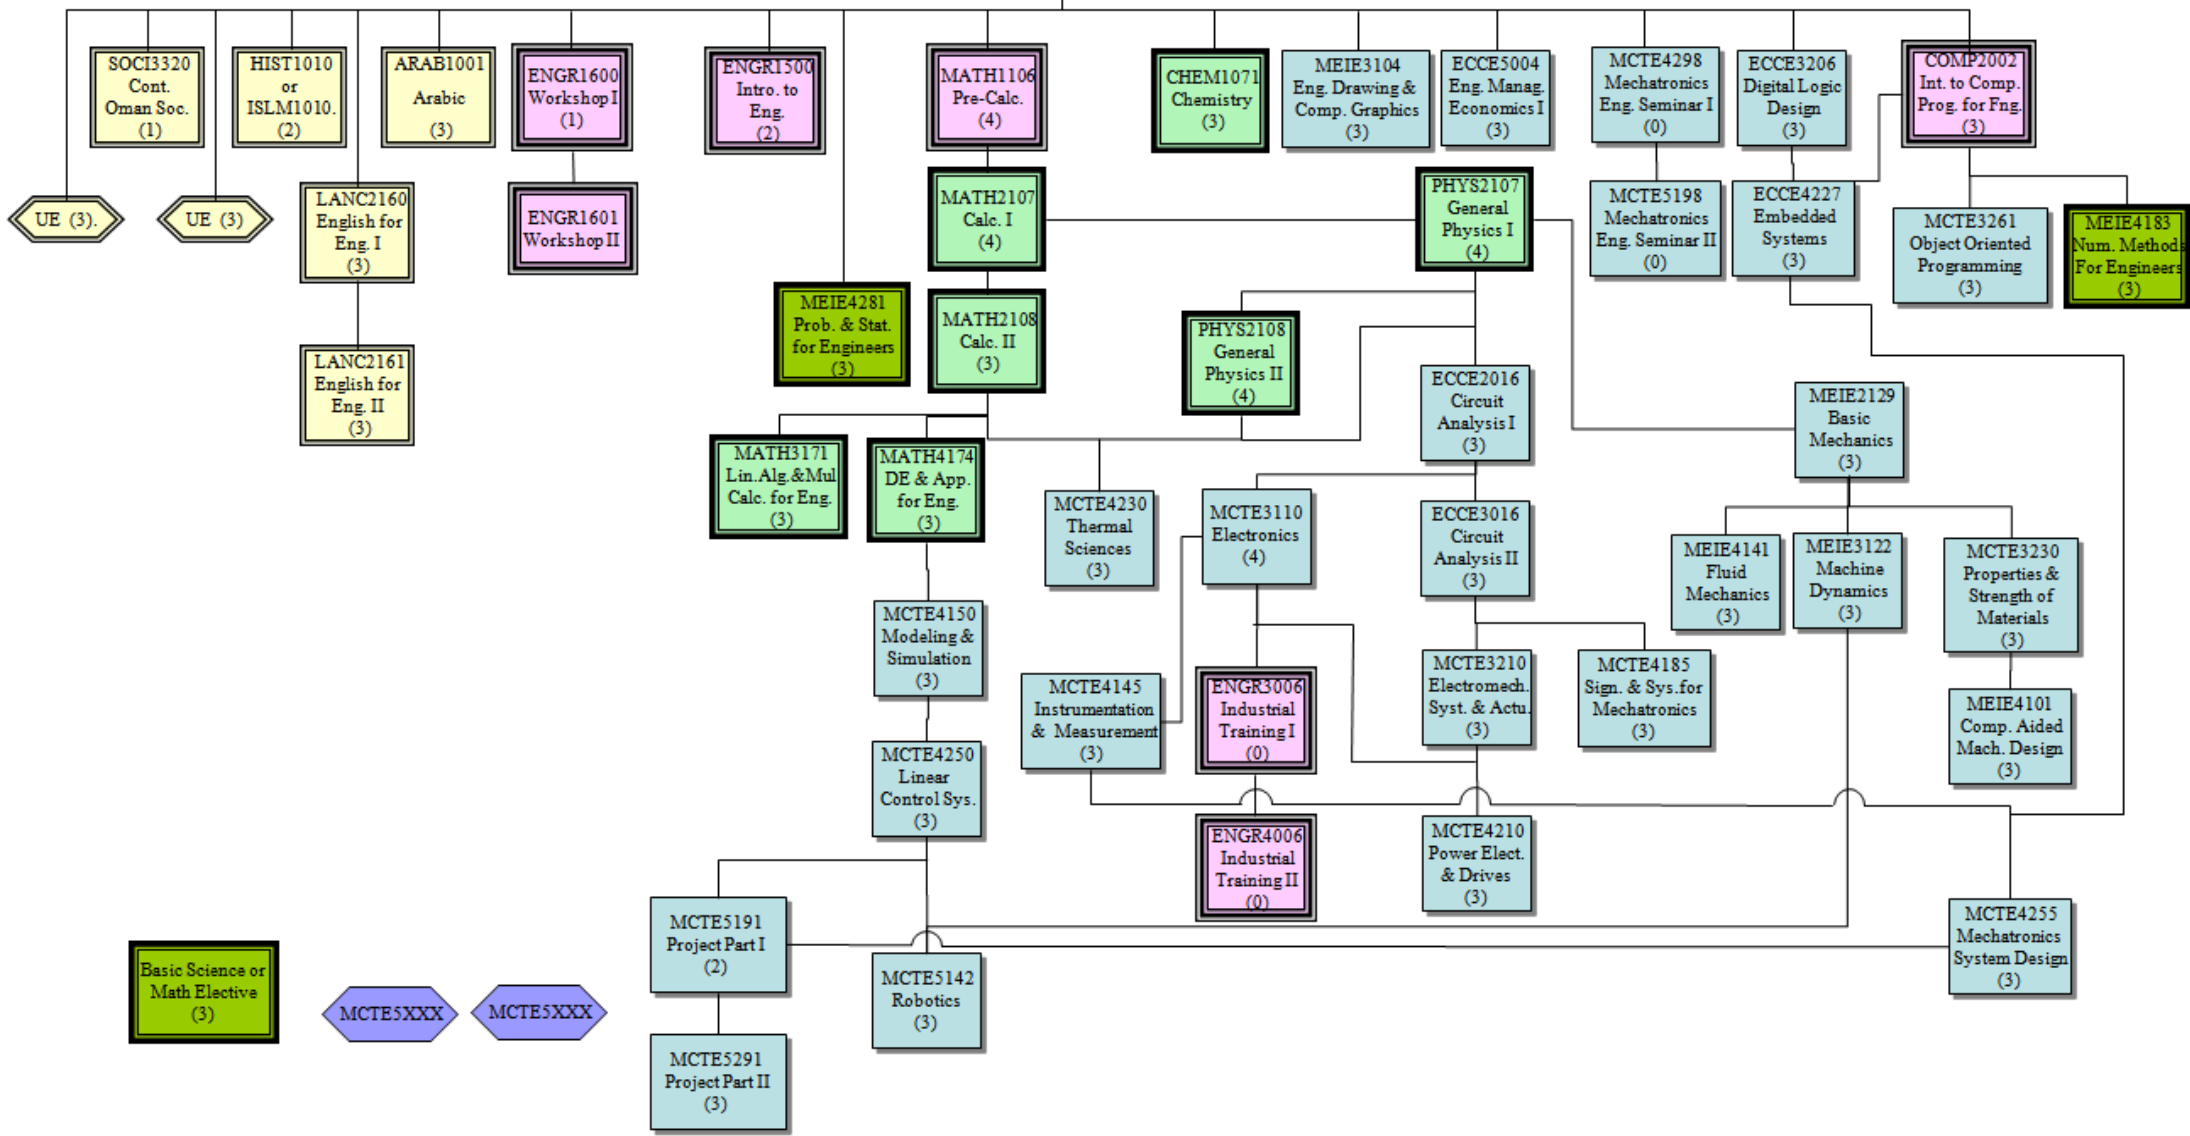 SOCI3320
Cont.
Oman Soc.
(1)
HIST1010
or
ISLM1010.
(2)
ARAB1001
Arabic
(3)
ENGR1600
Workshop I
(1)
ENGR1500
Intro. to
Eng.
(2)
MATH1106
Pre-Calc.
(4)
CHEM1071
Chemistry
(3)
MEIE3104
Eng. Drawing &
Comp. Graphics
(3)
ECCE5004
Eng. Manag.
Economics I
(3)
MCTE4298
Mechatronics
Eng. Seminar I
(0)
ECCE3206
Digital Logic
Design
(3)
COMP2002
Int. to Comp.
Prog. for Fng.
(3)
UE (3).
UE (3)
LANC2160
English for
Eng. I
(3)
ENGR1601
Workshop II
MATH2107
Calc. I
(4)
PHYS2107
General
Physics I
(4)
MCTE5198
Mechatronics
Eng. Seminar II
(0)
ECCE4227
Embedded
Systems
(3)
MCTE3261
Object Oriented
Programming
(3)
MEIE4183
Num. Methods
For Engineers
(3)
MEIE4281
Prob. & Stat.
for Engineers
(3)
MATH2108
Calc. II
(3)
PHYS2108
General
Physics II
(4)
LANC2161
English for
Eng. II
(3)
ECCE2016
Circuit
Analysis I
(3)
MEIE2129
Basic
Mechanics
(3)
MATH3171
Lin.Alg.&Mul
Calc. for Eng.
(3)
MATH4174
DE & App.
for Eng.
(3)
MCTE4230
Thermal
Sciences
(3)
MCTE3110
Electronics
(4)
ECCE3016
Circuit
Analysis II
(3)
MEIE4141
Fluid
Mechanics
(3)
MEIE3122
Machine
Dynamics
(3)
MCTE3230
Properties &
Strength of
Materials
(3)
MCTE4150
Modeling &
Simulation
(3)
MCTE4145
Instrumentation
& Measurement
(3)
ENGR3006
Industrial
Training I
(0)
MCTE3210
Electromech.
Syst. & Actu.
(3)
MCTE4185
Sign. & Sys.for
Mechatronics
(3)
MEIE4101
Comp. Aided
Mach. Design
(3)
MCTE4250
Linear
Control Sys.
(3)
ENGR4006
Industrial
Training II
(0)
MCTE4210
Power Elect.
& Drives
(3)
MCTE5191
Project Part I
(2)
MCTE4255
Mechatronics
System Design
(3)
Basic Science or
Math Elective
(3)
MCTE5XXX
MCTE5XXX
MCTE5142
Robotics
(3)
MCTE5291
Project Part II
(3)